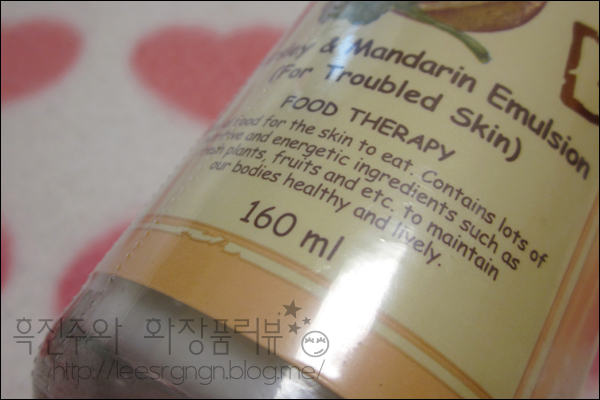 & Mandarin Emulsion
(For Troubled Skin)
FOOD THERAPY
food for the skin to eat. Contains lots of
and energetic ingredients such as
plants, fruits and etc. to maintain
our bodies healthy and lively.
160 ml
흑진주와 화장품리뷰
http://leesrgngn.blog.me/